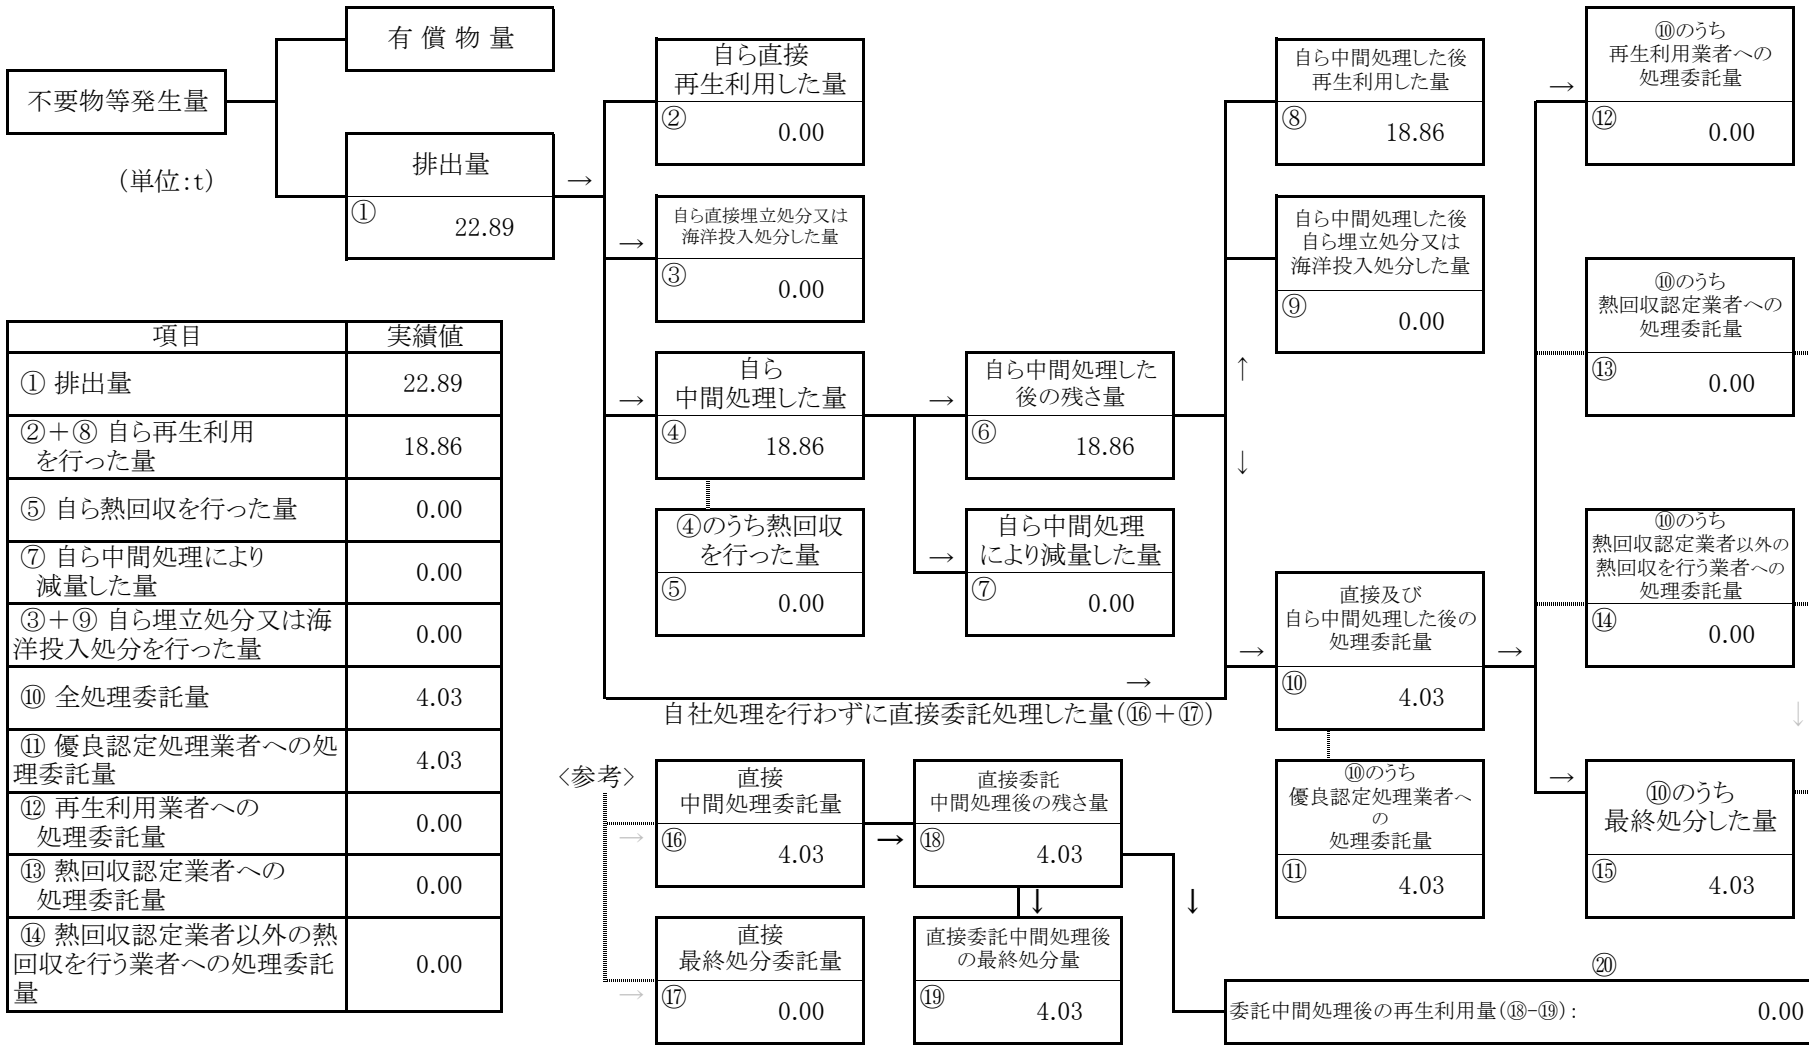 有 償 物 量
不要物等発生量
（単位:t）
排出量
→
①
22.89
自ら直接
再生利用した量
②
0.00
→
自ら直接埋立処分又は
海洋投入処分した量
③
0.00
→
自ら
中間処理した量
④
18.86
④のうち熱回収
を行った量
⑤
0.00
→
自ら中間処理した
後の残さ量
⑥
18.86
→
自ら中間処理
により減量した量
⑦
0.00
自ら中間処理した後
再生利用した量
⑧
18.86
自ら中間処理した後
自ら埋立処分又は
海洋投入処分した量
⑨
0.00
↑
↓
→
直接及び
自ら中間処理した後の
処理委託量
⑩
4.03
→
→
自社処理を行わずに直接委託処理した量（⑯＋⑰）
⑩のうち
優良認定処理業者へ
の
処理委託量
⑪
4.03
→
⑩のうち
再生利用業者への
処理委託量
⑫
0.00
⑩のうち
熱回収認定業者への
処理委託量
⑬
0.00
⑩のうち
熱回収認定業者以外の
熱回収を行う業者への
処理委託量
⑭
0.00
↓
→
⑩のうち
最終処分した量
⑮
4.03
項目 実績値
① 排出量 22.89
②＋⑧ 自ら再生利用
を行った量 18.86
⑤ 自ら熱回収を行った量 0.00
⑦ 自ら中間処理により
減量した量 0.00
③＋⑨ 自ら埋立処分又は海
洋投入処分を行った量 0.00
⑩ 全処理委託量 4.03
⑪ 優良認定処理業者への処
理委託量 4.03
⑫ 再生利用業者への
処理委託量 0.00
⑬ 熱回収認定業者への
処理委託量 0.00
⑭ 熱回収認定業者以外の熱
回収を行う業者への処理委託
量 0.00
〈参考〉
→
直接
中間処理委託量
⑯
4.03
→
直接委託
中間処理後の残さ量
⑱
4.03
→
直接
最終処分委託量
⑰
0.00
↓
直接委託中間処理後
の最終処分量
⑲
4.03
↓
⑳
委託中間処理後の再生利用量（⑱-⑲）： 0.00